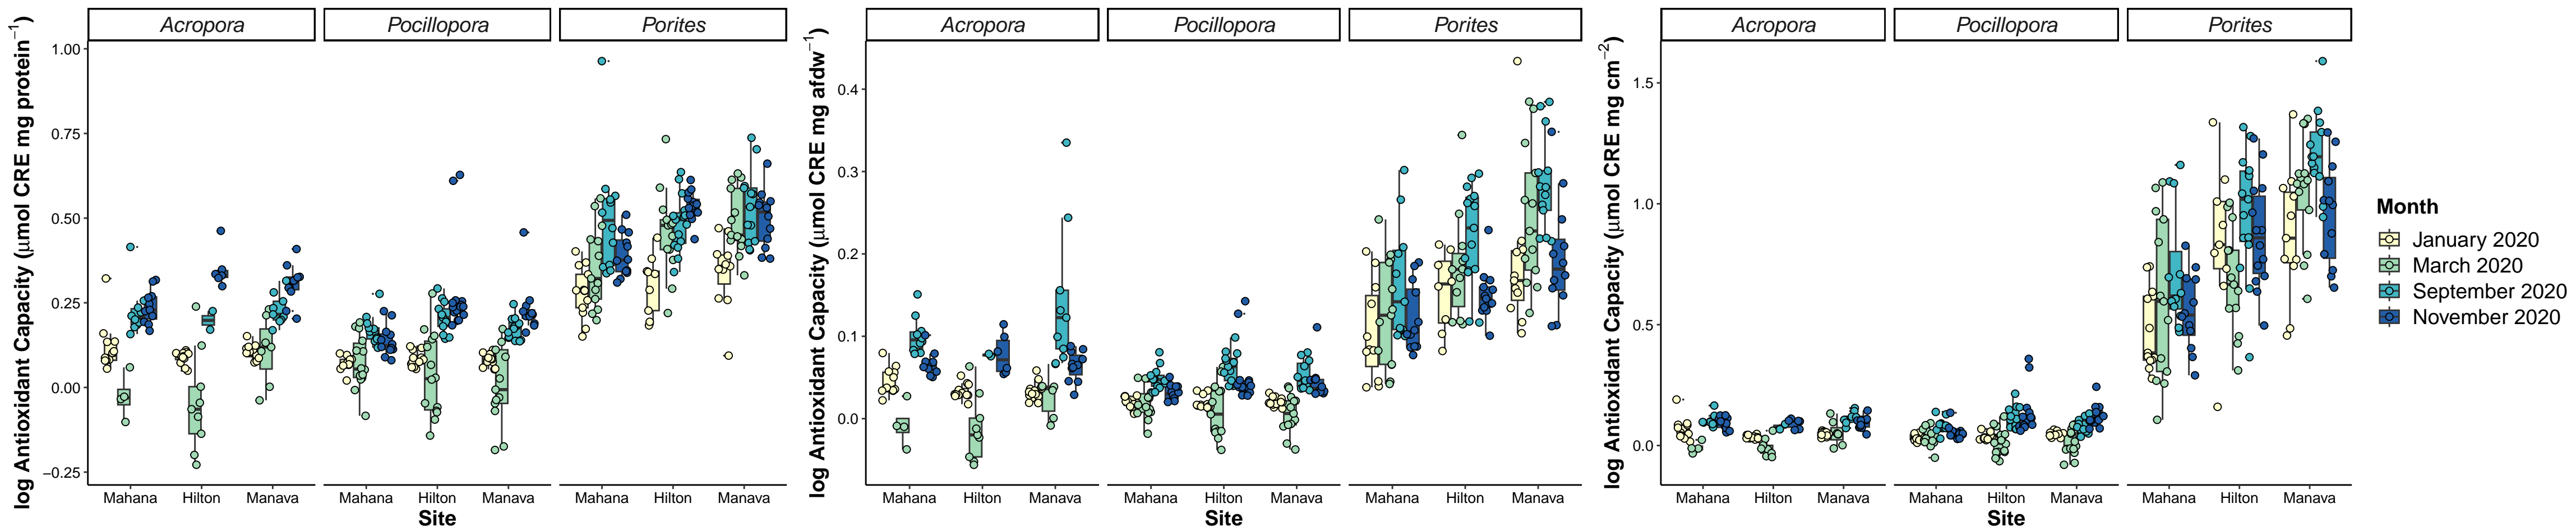 log Antioxidant Capacity (μmol CRE mg protein⁻¹)
Acropora
Pocillopora
Porites
1.00
0.75
0.50
0.25
0.00
−0.25
Mahana
Hilton
Manava
Mahana
Hilton
Manava
Mahana
Hilton
Manava
Site
log Antioxidant Capacity (μmol CRE mg afdw⁻¹)
Acropora
Pocillopora
Porites
0.4
0.3
0.2
0.1
0.0
Mahana
Hilton
Manava
Mahana
Hilton
Manava
Mahana
Hilton
Manava
Site
log Antioxidant Capacity (μmol CRE mg cm⁻²)
Acropora
Pocillopora
Porites
1.5
1.0
0.5
0.0
Mahana
Hilton
Manava
Mahana
Hilton
Manava
Mahana
Hilton
Manava
Site
Month
January 2020
March 2020
September 2020
November 2020